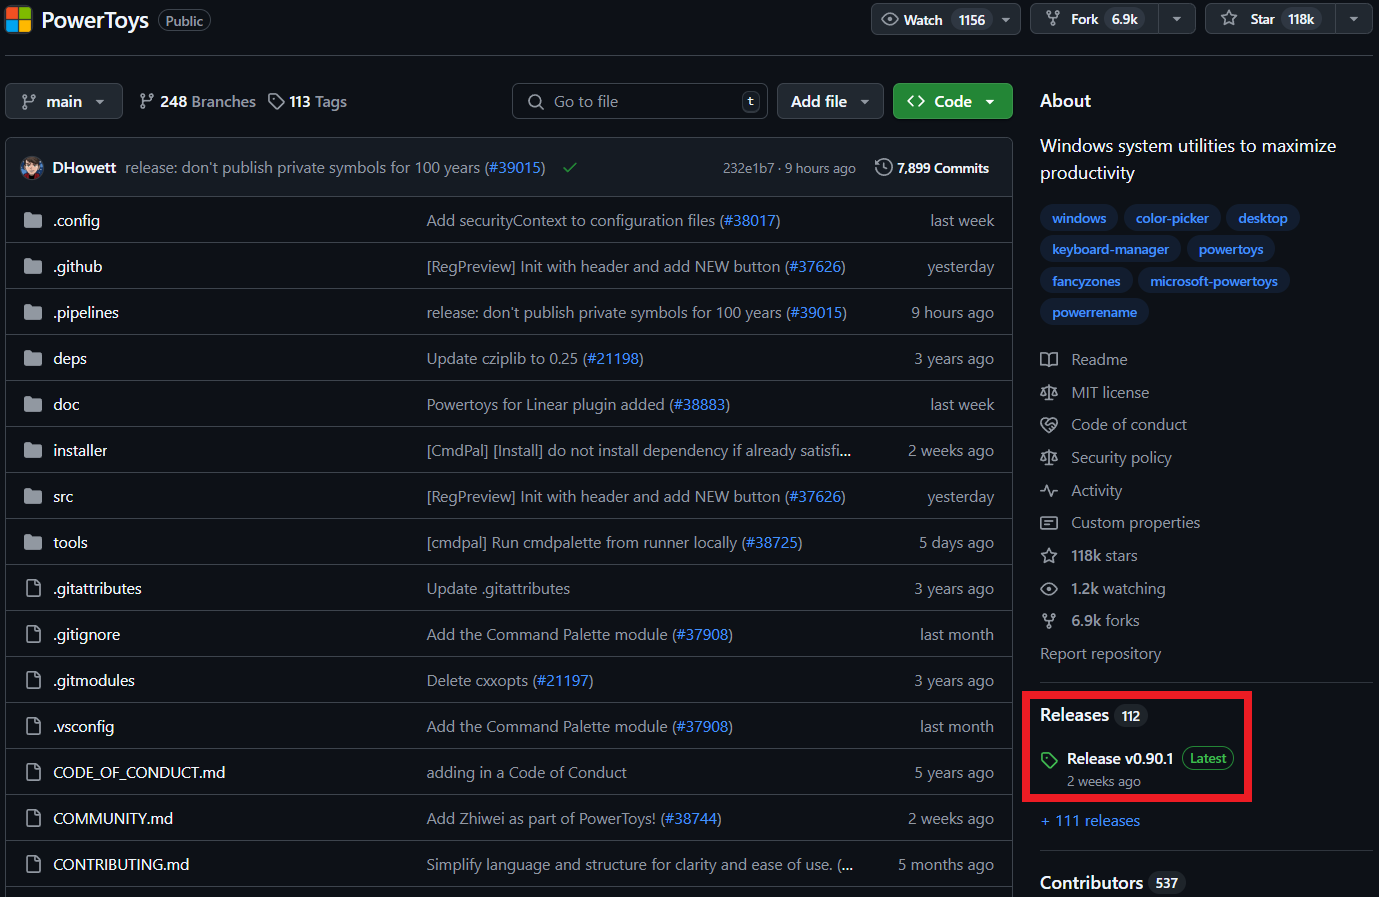 PowerToys Public
Watch 1156
Fork 6.9k
Star 118k
main
248 Branches
113 Tags
Go to file t
Add file
Code
DHowett release: don't publish private symbols for 100 years (#39015) 232e1b7 · 9 hours ago 7,899 Commits
.config Add securityContext to configuration files (#38017) last week
.github [RegPreview] Init with header and add NEW button (#37626) yesterday
.pipelines release: don't publish private symbols for 100 years (#39015) 9 hours ago
deps Update cziplib to 0.25 (#21198) 3 years ago
doc Powertoys for Linear plugin added (#38883) last week
installer [CmdPal] [Install] do not install dependency if already satisfi... 2 weeks ago
src [RegPreview] Init with header and add NEW button (#37626) yesterday
tools [cmdpal] Run cmdpalette from runner locally (#38725) 5 days ago
.gitattributes Update .gitattributes 3 years ago
.gitignore Add the Command Palette module (#37908) last month
.gitmodules Delete cxxopts (#21197) 3 years ago
.vsconfig Add the Command Palette module (#37908) last month
CODE_OF_CONDUCT.md adding in a Code of Conduct 5 years ago
COMMUNITY.md Add Zhiwei as part of PowerToys! (#38744) 2 weeks ago
CONTRIBUTING.md Simplify language and structure for clarity and ease of use. (... 5 months ago
About
Windows system utilities to maximize
productivity
windows color-picker desktop
keyboard-manager powertoys
fancyzones microsoft-powertoys
powerrename
Readme
MIT license
Code of conduct
Security policy
Activity
Custom properties
118k stars
1.2k watching
6.9k forks
Report repository
Releases 112
Release v0.90.1 Latest
2 weeks ago
+ 111 releases
Contributors 537